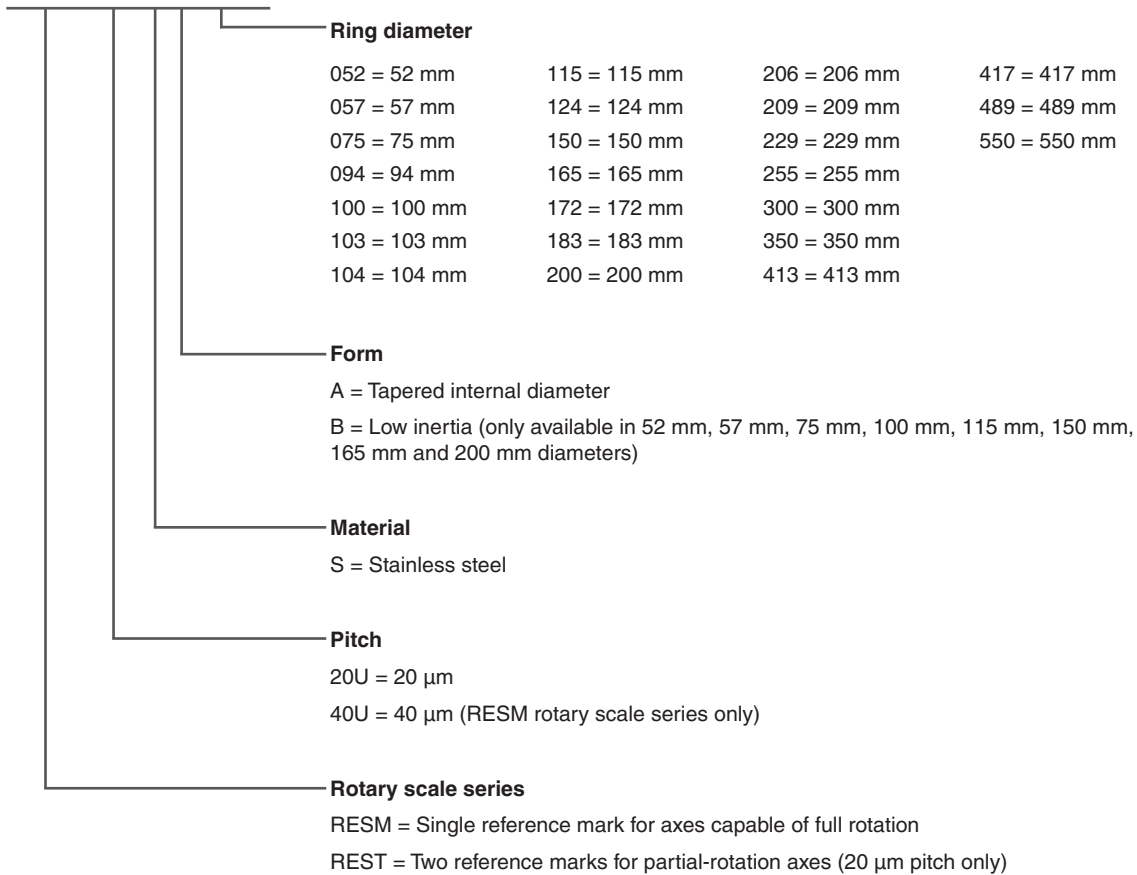 Ring diameter
052 = 52 mm 115 = 115 mm 206 = 206 mm 417 = 417 mm
057 = 57 mm 124 = 124 mm 209 = 209 mm 489 = 489 mm
075 = 75 mm 150 = 150 mm 229 = 229 mm 550 = 550 mm
094 = 94 mm 165 = 165 mm 255 = 255 mm
100 = 100 mm 172 = 172 mm 300 = 300 mm
103 = 103 mm 183 = 183 mm 350 = 350 mm
104 = 104 mm 200 = 200 mm 413 = 413 mm
Form
A = Tapered internal diameter
B = Low inertia (only available in 52 mm, 57 mm, 75 mm, 100 mm, 115 mm, 150 mm,
165 mm and 200 mm diameters)
Material
S = Stainless steel
Pitch
20U = 20 µm
40U = 40 µm (RESM rotary scale series only)
Rotary scale series
RESM = Single reference mark for axes capable of full rotation
REST = Two reference marks for partial-rotation axes (20 µm pitch only)